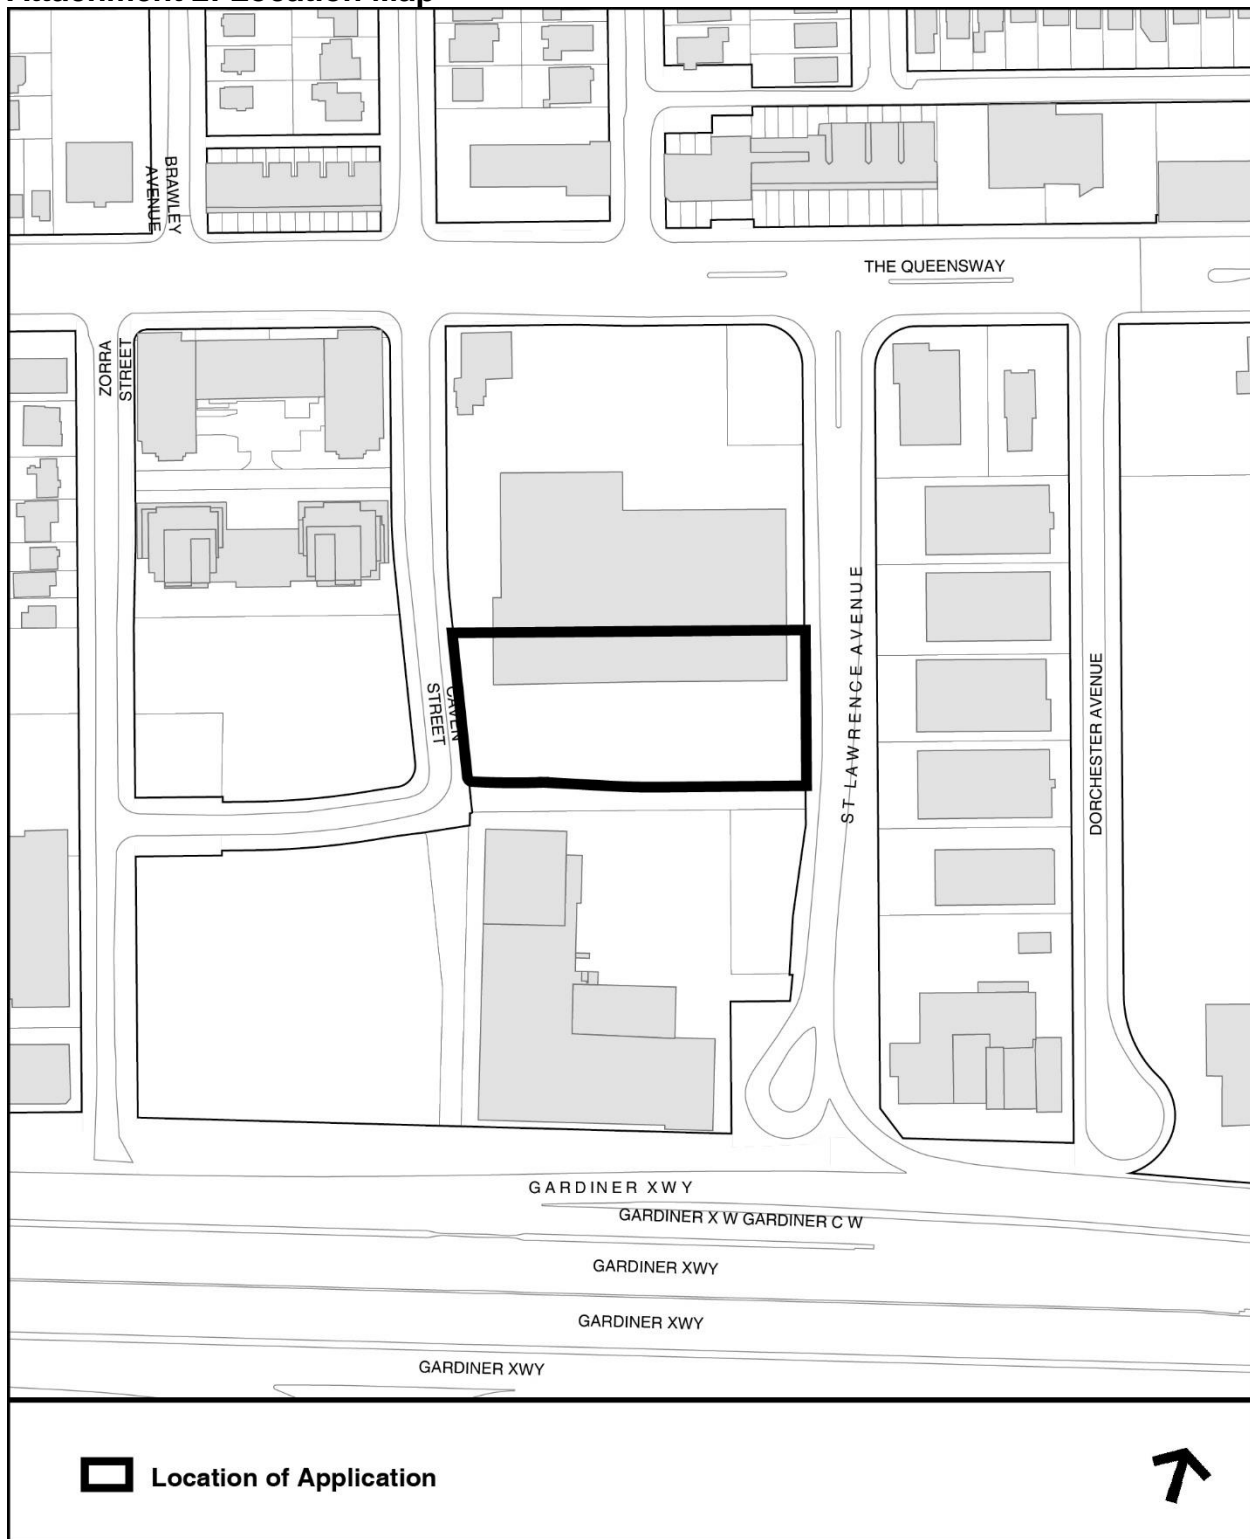 Attachment 2: Location Map
BRAWLEY
AVENUE
THE QUEENSWAY
ZORRA
STREET
CAVEN
STREET
ST LAWRENCE AVENUE
DORCHESTER AVENUE
GARDINER XWY
GARDINER X W GARDINER C W
GARDINER XWY
GARDINER XWY
GARDINER XWY
Location of Application